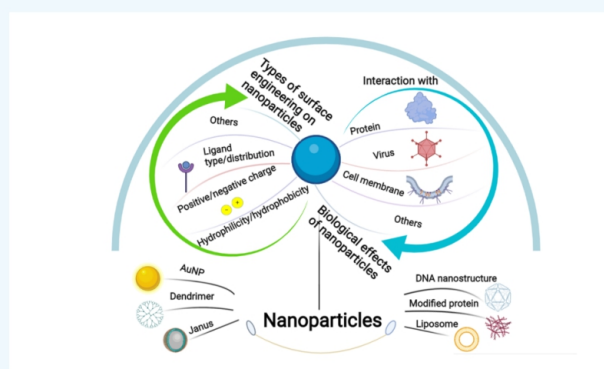 Types of surface
engineering on
nanoparticles
Others
Ligand
type/distribution
Positive/negative charge
Hydrophilicity/hydrophobicity
Interaction with
Protein
Virus
Cell membrane
Others
Biological effects
of nanoparticles
AuNP
Dendrimer
Janus
Nanoparticles
DNA nanostructure
Modified protein
Liposome